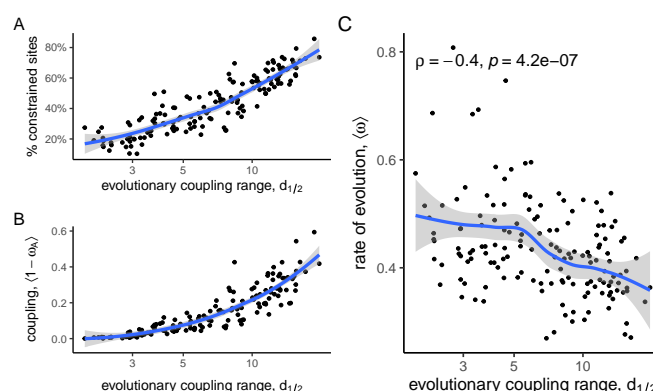 A
80%
60%
40%
20%
% constrained sites
3 5 10
evolutionary coupling range, d1/2
B
0.6
0.4
0.2
0.0
coupling, ⟨1 − ωA⟩
3 5 10
evolutionary coupling range, d1/2
C
ρ = −0.4, p = 4.2e−07
0.8
0.6
0.4
rate of evolution, ⟨ω⟩
3 5 10
evolutionary coupling range, d1/2